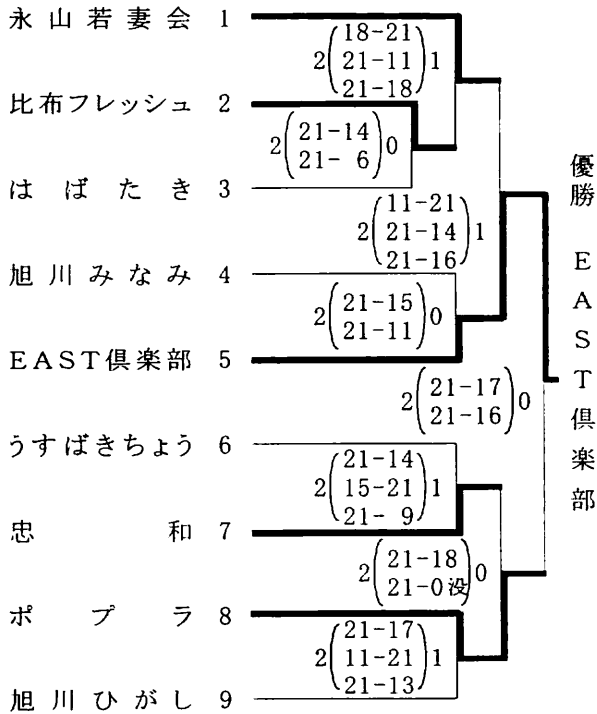 永山若妻会 1
2(18-21 21-11 21-18)1
比布フレッシュ 2
2(21-14 21- 6)0
はばたき 3
2(11-21 21-14 21-16)1
旭川みなみ 4
2(21-15 21-11)0
EAST倶楽部 5
2(21-17 21-16)0
うすばきちょう 6
2(21-14 15-21 21- 9)1
忠和 7
2(21-18 21-0没)0
ポプラ 8
2(21-17 11-21 21-13)1
旭川ひがし 9
優勝 EAST倶楽部